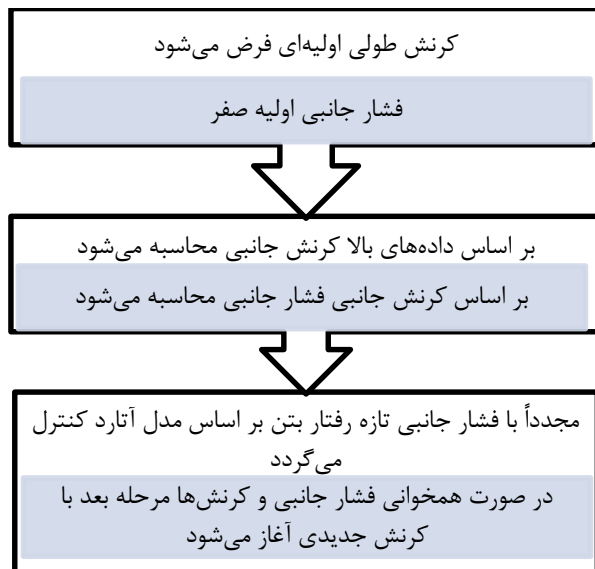 کرنش طولی اولیه‌ای فرض می‌شود
فشار جانبی اولیه صفر
بر اساس داده‌های بالا کرنش جانبی محاسبه می‌شود
بر اساس کرنش جانبی فشار جانبی محاسبه می‌شود
مجدداً با فشار جانبی تازه رفتار بتن بر اساس مدل آتارد کنترل
می‌گردد
در صورت همخوانی فشار جانبی و کرنش‌ها مرحله بعد با
کرنش جدیدی آغاز می‌شود